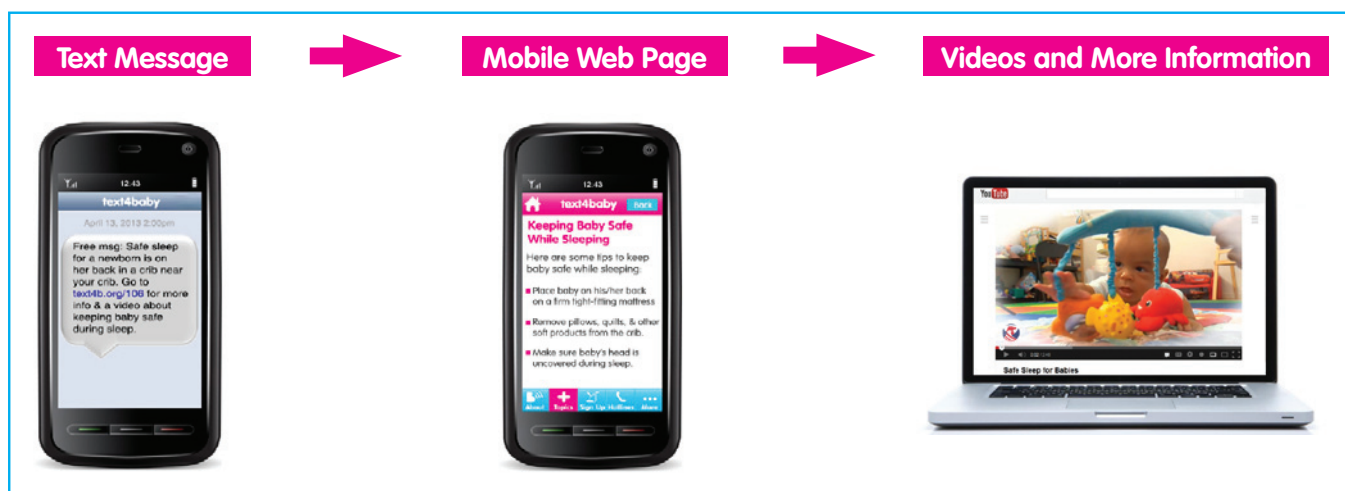 Text Message
Mobile Web Page
Videos and More Information
12:43
text4baby
April 13, 2013 2:00pm
Free msg: Safe sleep
for a newborn is on
her back in a crib near
your crib. Go to
text4b.org/106 for more
info & a video about
keeping baby safe
during sleep.
12:43
text4baby
Back
Keeping Baby Safe
While Sleeping
Here are some tips to keep
baby safe while sleeping:
Place baby on his/her back
on a firm tight-fitting mattress
Remove pillows, quilts, & other
soft products from the crib.
Make sure baby's head is
uncovered during sleep.
About Topics Sign Up Hotlines More
YouTube
Safe Sleep for Babies